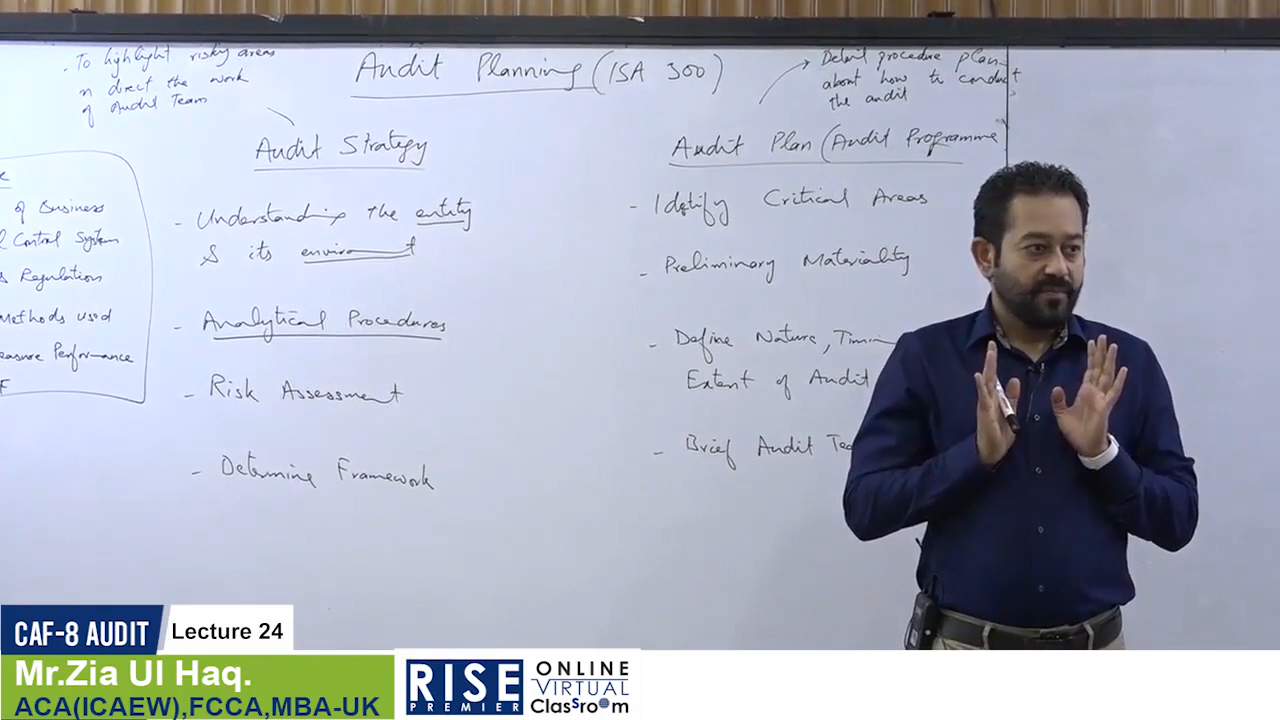 Audit Planning (ISA 300)
. To highlight risky areas
n direct the work
of Audit Team
Detail procedure plan
about how to conduct
the audit
Audit Strategy
- Understanding the entity
& its environment
- Analytical Procedures
- Risk Assessment
- Determine Framework
of Business
Control System
Regulation
Methods used
easure Performance
Audit Plan (Audit Programme
- Identify Critical Areas
- Preliminary Materiality
- Define Nature, Timin
Extent of Audit
- Brief Audit Tea
CAF-8 AUDIT
Lecture 24
Mr.Zia Ul Haq.
ACA(ICAEW),FCCA,MBA-UK
RISE
PREMIER
ONLINE
VIRTUAL
Classroom